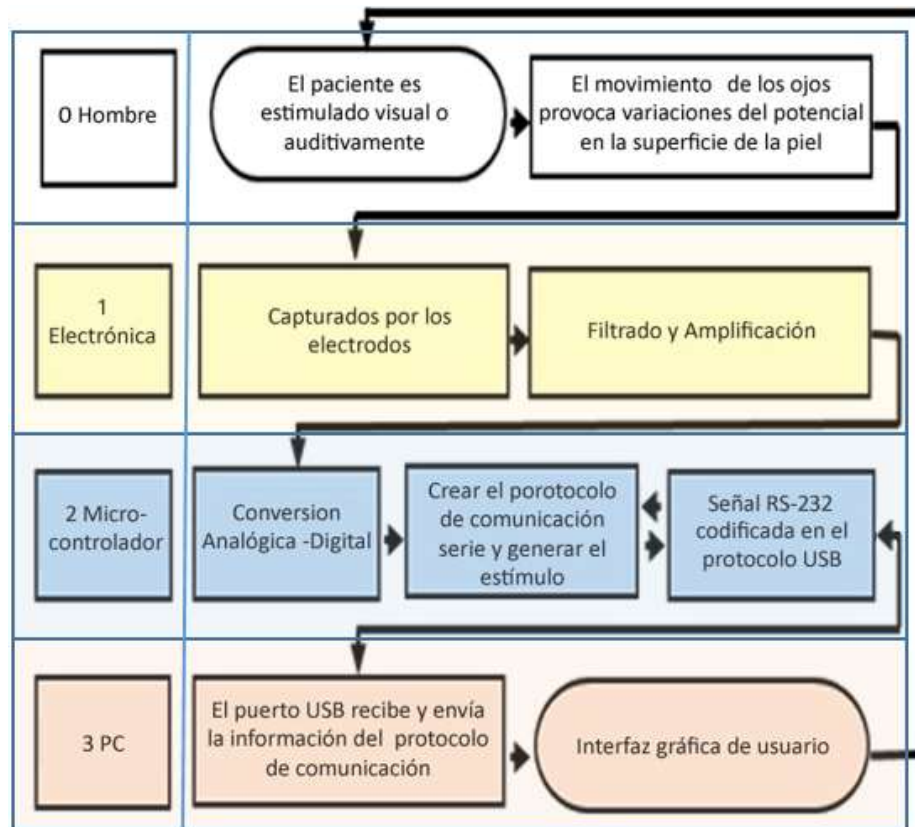 El paciente es
estimulado visual o
auditivamente
El movimiento de los ojos
provoca variaciones del potencial
en la superficie de la piel
0 Hombre
1
Electrónica
Capturados por los
electrodos
Filtrado y Amplificación
2 Micro-
controlador
Conversion
Analógica -Digital
Crear el porotocolo
de comunicación
serie y generar el
estímulo
Señal RS-232
codificada en el
protocolo USB
3 PC
El puerto USB recibe y envía
la información del protocolo
de comunicación
Interfaz gráfica de usuario